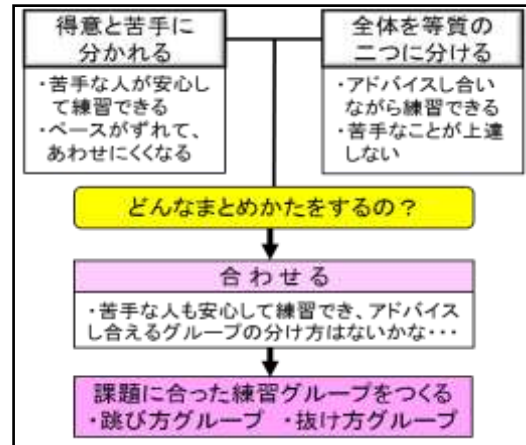 得意と苦手に
分かれる
・苦手な人が安心し
て練習できる
・ペースがずれて、
あわせにくくなる
全体を等質の
二つに分ける
・アドバイスし合い
ながら練習できる
・苦手なことが上達
しない
どんなまとめかたをするの？
合わせる
・苦手な人も安心して練習でき、アドバイス
し合えるグループの分け方はないかな・・・
課題に合った練習グループをつくる
・跳び方グループ ・抜け方グループ